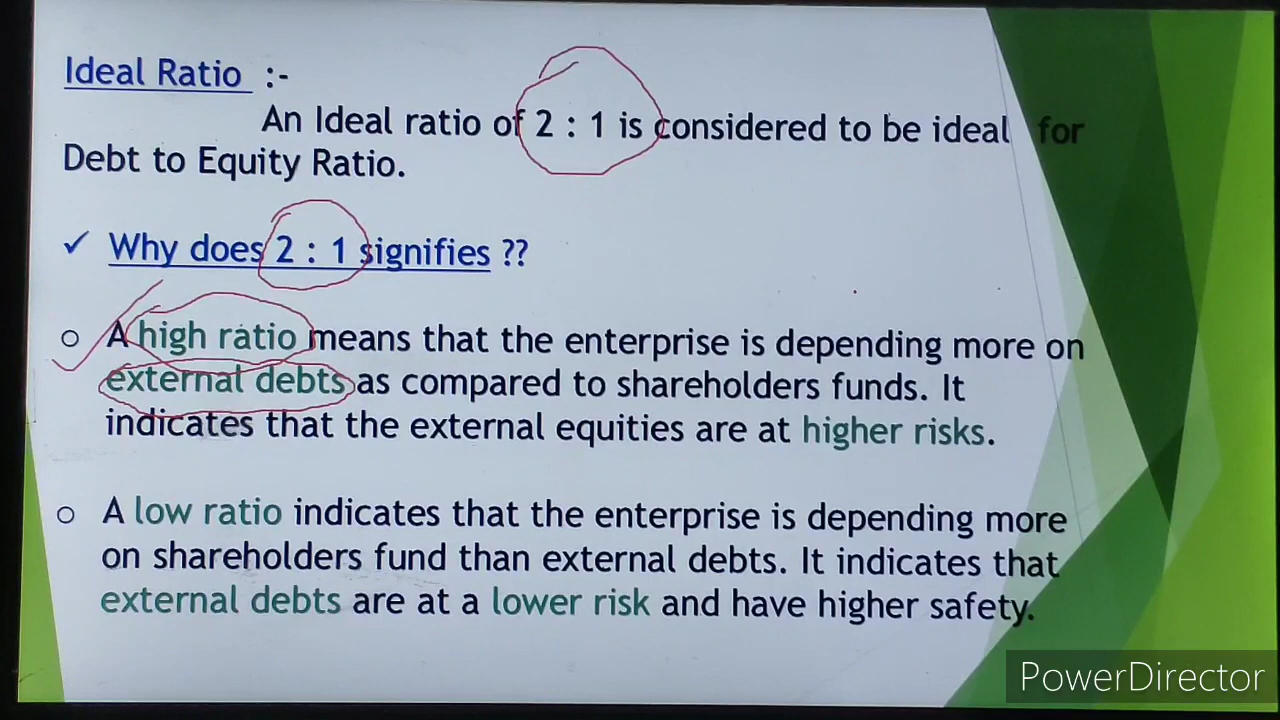 Ideal Ratio :-
An Ideal ratio of 2 : 1 is considered to be ideal for
Debt to Equity Ratio.
✓ Why does 2 : 1 signifies ??
○ A high ratio means that the enterprise is depending more on
external debts as compared to shareholders funds. It
indicates that the external equities are at higher risks.
○ A low ratio indicates that the enterprise is depending more
on shareholders fund than external debts. It indicates that
external debts are at a lower risk and have higher safety.
PowerDirector